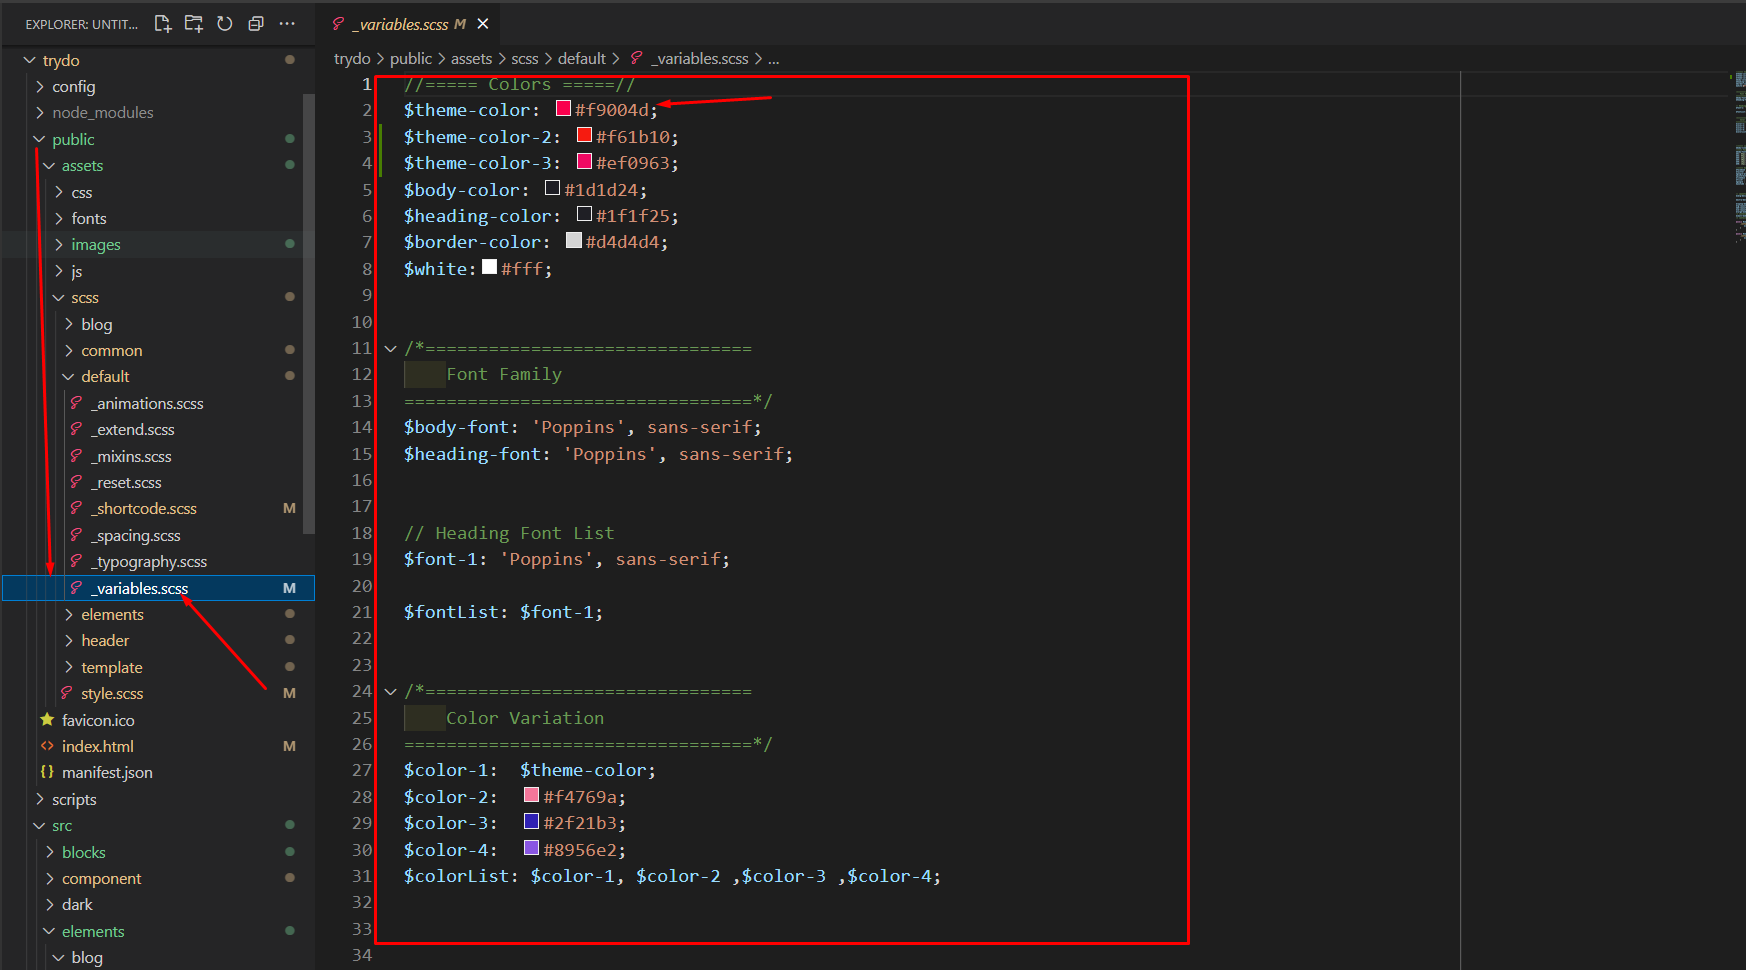 EXPLORER: UNTIT...
trydo
config
node_modules
public
assets
css
fonts
images
js
scss
blog
common
default
_animations.scss
_extend.scss
_mixins.scss
_reset.scss
_shortcode.scss M
_spacing.scss
_typography.scss
_variables.scss M
elements
header
template
style.scss M
favicon.ico
index.html M
manifest.json
scripts
src
blocks
component
dark
elements
blog
_variables.scss M
trydo > public > assets > scss > default > _variables.scss > ...
1 //===== Colors =====//
2 $theme-color: #f9004d;
3 $theme-color-2: #f61b10;
4 $theme-color-3: #ef0963;
5 $body-color: #1d1d24;
6 $heading-color: #1f1f25;
7 $border-color: #d4d4d4;
8 $white: #fff;
9
10
11 /*===============================
12 Font Family
13 =================================*/
14 $body-font: 'Poppins', sans-serif;
15 $heading-font: 'Poppins', sans-serif;
16
17
18 // Heading Font List
19 $font-1: 'Poppins', sans-serif;
20
21 $fontList: $font-1;
22
23
24 /*===============================
25 Color Variation
26 =================================*/
27 $color-1: $theme-color;
28 $color-2: #f4769a;
29 $color-3: #2f21b3;
30 $color-4: #8956e2;
31 $colorList: $color-1, $color-2 ,$color-3 ,$color-4;
32
33
34